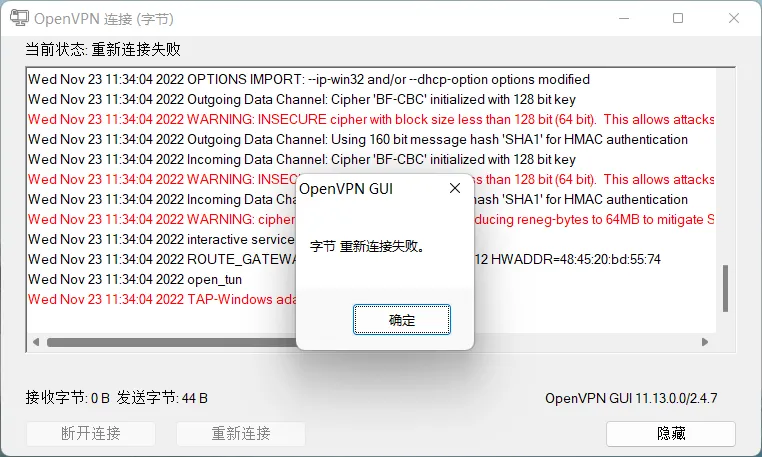 OpenVPN 连接 (字节)
当前状态: 重新连接失败
Wed Nov 23 11:34:04 2022 OPTIONS IMPORT: --ip-win32 and/or --dhcp-option options modified
Wed Nov 23 11:34:04 2022 Outgoing Data Channel: Cipher 'BF-CBC' initialized with 128 bit key
Wed Nov 23 11:34:04 2022 WARNING: INSECURE cipher with block size less than 128 bit (64 bit).  This allows attacks
Wed Nov 23 11:34:04 2022 Outgoing Data Channel: Using 160 bit message hash 'SHA1' for HMAC authentication
Wed Nov 23 11:34:04 2022 Incoming Data Channel: Cipher 'BF-CBC' initialized with 128 bit key
Wed Nov 23 11:34:04 2022 WARNING: INSEC ss than 128 bit (64 bit).  This allows attacks
Wed Nov 23 11:34:04 2022 Incoming Data Chann hash 'SHA1' for HMAC authentication
Wed Nov 23 11:34:04 2022 WARNING: cipher ducing reneg-bytes to 64MB to mitigate S
Wed Nov 23 11:34:04 2022 interactive service
Wed Nov 23 11:34:04 2022 ROUTE_GATEWA 12 HWADDR=48:45:20:bd:55:74
Wed Nov 23 11:34:04 2022 open_tun
Wed Nov 23 11:34:04 2022 TAP-Windows ada
OpenVPN GUI
字节 重新连接失败。
确定
接收字节: 0 B 发送字节: 44 B
OpenVPN GUI 11.13.0.0/2.4.7
断开连接
重新连接
隐藏